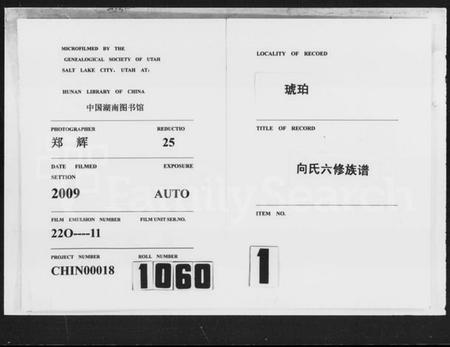 MICROFILMED BY THE
GENEALOGICAL SOCIETY OF UTAH
SALT LAKE CITY, UTAH AT:
HUNAN LIBRARY OF CHINA
中国湖南图书馆
PHOTOGRAPHER REDUCTIO
郑 辉 25
DATE FILMED EXPOSURE
SETTION
2009 AUTO
FILM EMULSION NUMBER FILM UNIT SER.NO.
22O----11
PROJECT NUMBER ROLL NUMBER
CHIN00018 1060
LOCALITY OF RECOED
琥珀
TITLE OF RECORD
向氏六修族谱
ITEM NO.
1
FamilySearch